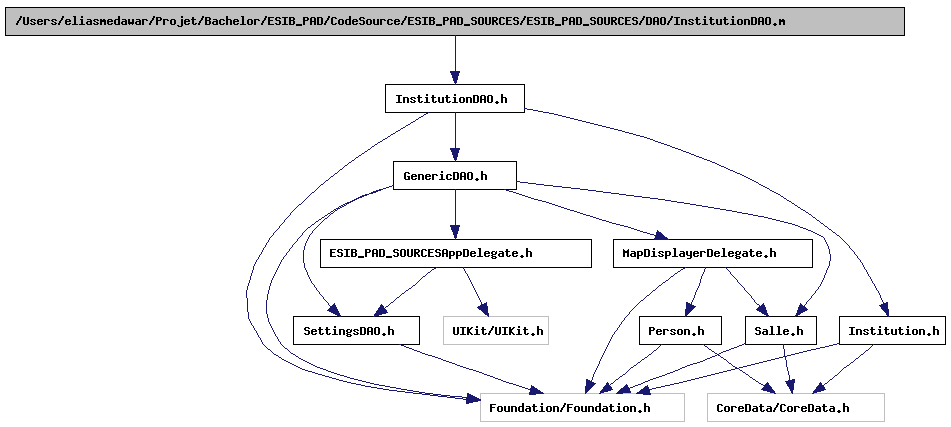 /Users/eliasmedawar/Projet/Bachelor/ESIB_PAD/CodeSource/ESIB_PAD_SOURCES/ESIB_PAD_SOURCES/DAO/InstitutionDAO.m
InstitutionDAO.h
GenericDAO.h
ESIB_PAD_SOURCESAppDelegate.h
MapDisplayerDelegate.h
SettingsDAO.h
UIKit/UIKit.h
Person.h
Salle.h
Institution.h
Foundation/Foundation.h
CoreData/CoreData.h